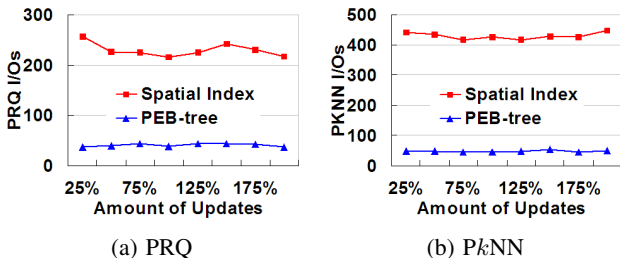 PRQ I/Os
300
200
100
0
Spatial Index
PEB-tree
25% 75% 125% 175%
Amount of Updates
(a) PRQ
PKNN I/Os
500
400
300
200
100
0
Spatial Index
PEB-tree
25% 75% 125% 175%
Amount of Updates
(b) PkNN